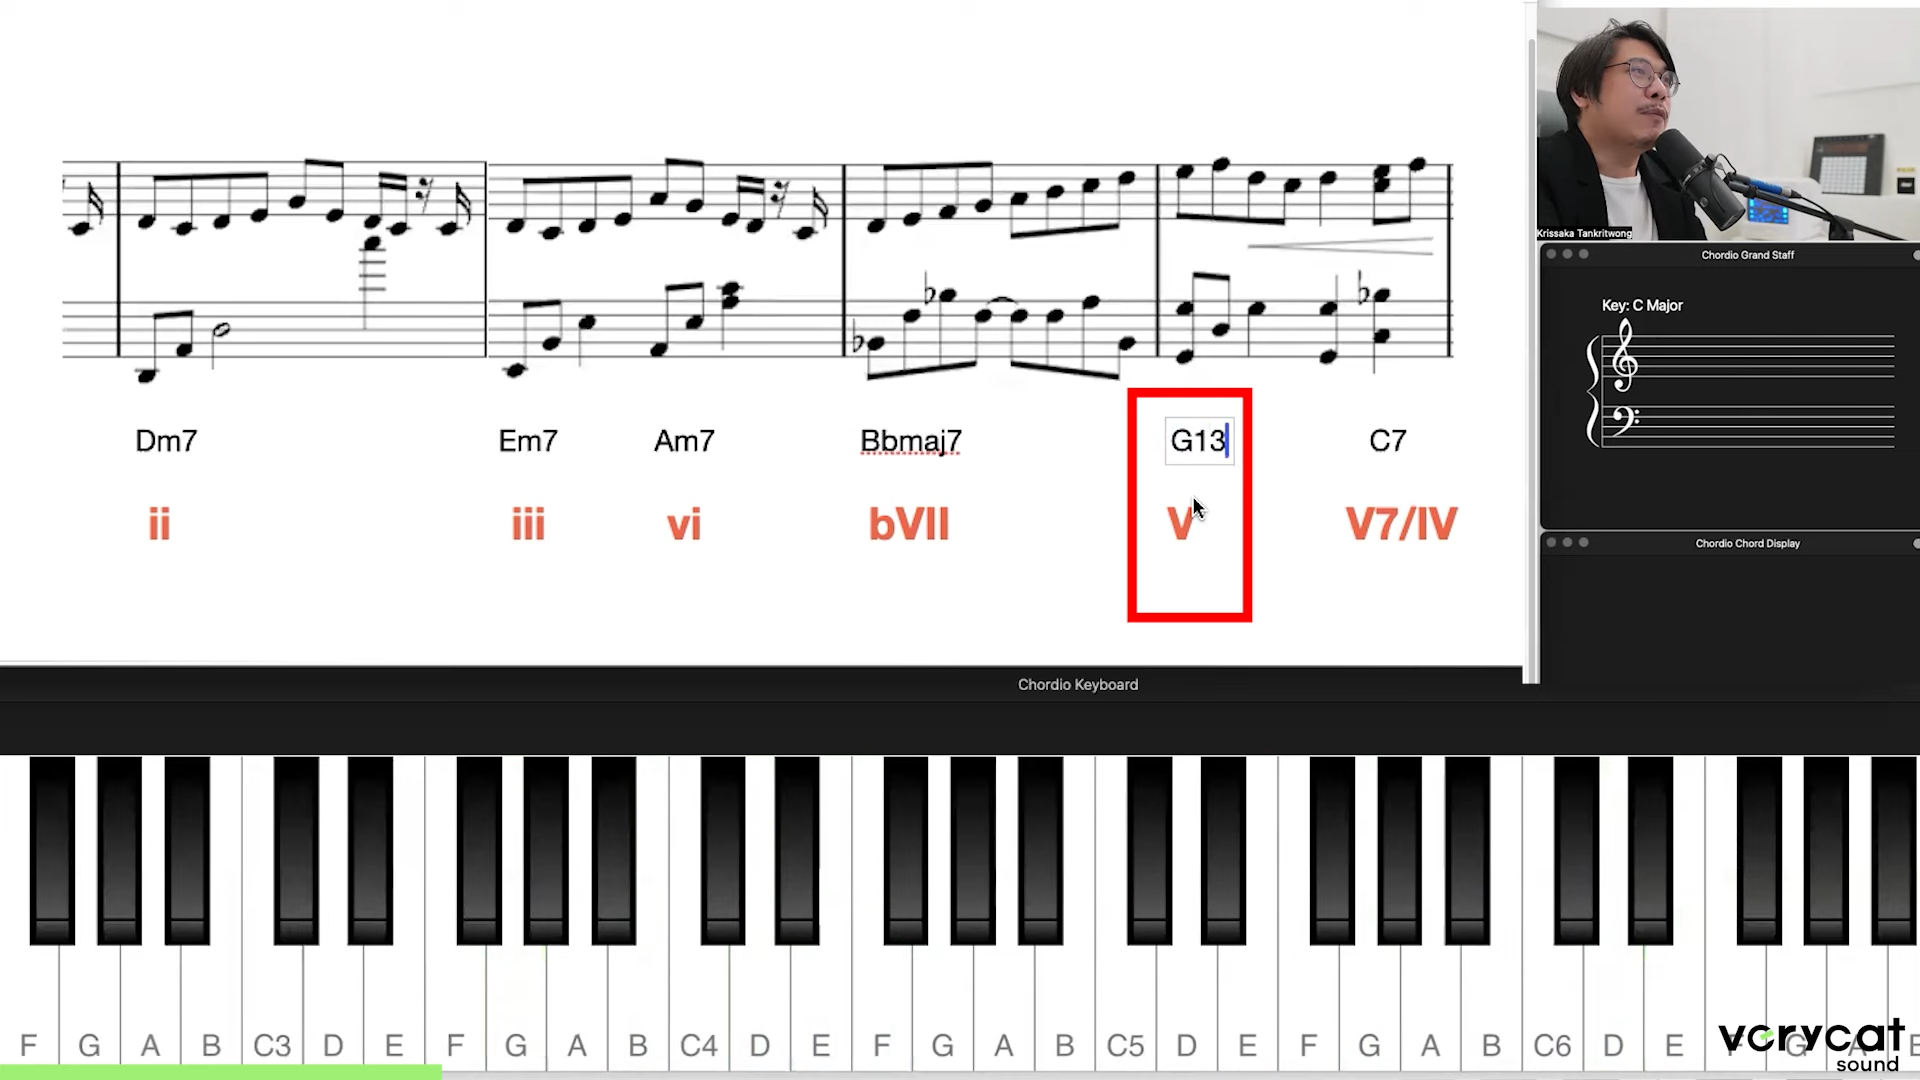 Krissaka Tankritwong
Chordio Grand Staff
Key: C Major
Dm7 Em7 Am7 Bbmaj7 G13 C7
ii iii vi bVII V V7/IV
Chordio Chord Display
Chordio Keyboard
F G A B C3 D E F G A B C4 D E F G A B C5 D E F G A B C6 D E F G A B
verycat
sound